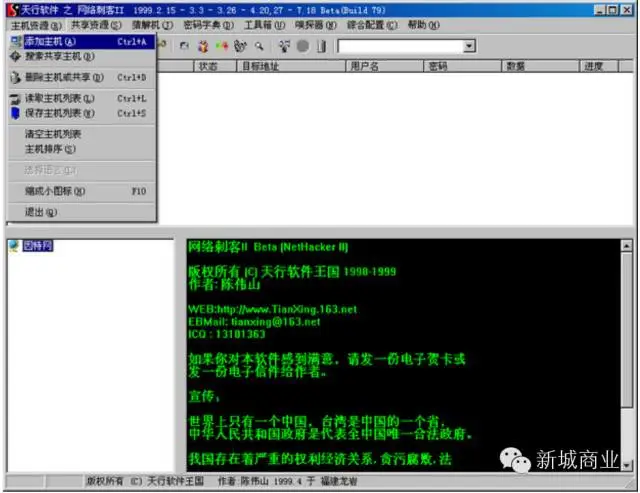 天行软件 之 网络刺客II 1999.2.15 - 3.3 - 3.26 - 4.20,27 - 7.18 Beta(Build 79)
主机资源(R) 共享资源(S) 猜解机(T) 密码字典(D) 工具箱(U) 嗅探器(W) 综合配置(C) 帮助(H)
添加主机(A) Ctrl+A
搜索共享主机(D)
删除主机或共享(D) Ctrl+D
读取主机列表(L) Ctrl+L
保存主机列表(W) Ctrl+S
清空主机列表
主机排序(S)
选择语言(L)
缩成小图标(M) F10
退出(Q)
状态 目标地址 用户名 密码 数据 进度
因特网
网络刺客II Beta (NetHacker II)
版权所有 (C) 天行软件王国 1998-1999
作者:陈伟山
WEB:http://www.TianXing.163.net
EBMail: tianxing@163.net
ICQ : 13101363
如果你对本软件感到满意，请发一份电子贺卡或
发一份电子信件给作者。
宣传：
世界上只有一个中国，台湾是中国的一个省，
中华人民共和国政府是代表全中国唯一合法政府。
我国存在着严重的权利经济关系,贪污腐败,法
版权所有 (C) 天行软件王国 作者:陈伟山 1999.4 于 福建龙岩
新城商业